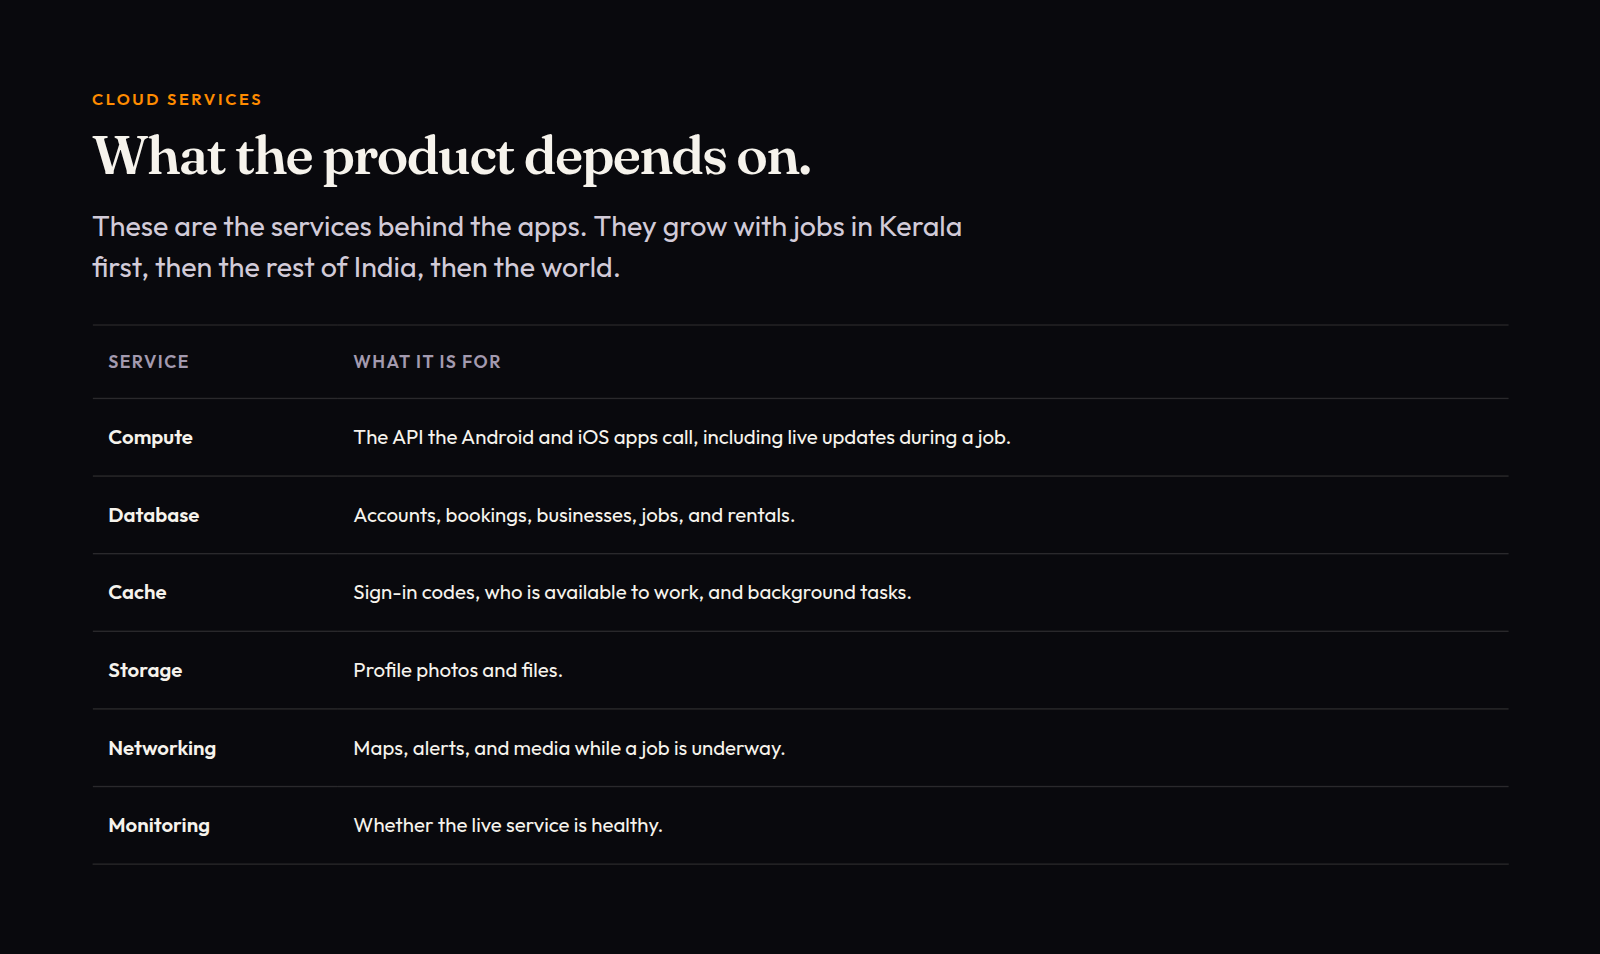 CLOUD SERVICES
What the product depends on.
These are the services behind the apps. They grow with jobs in Kerala
first, then the rest of India, then the world.
SERVICE WHAT IT IS FOR
Compute The API the Android and iOS apps call, including live updates during a job.
Database Accounts, bookings, businesses, jobs, and rentals.
Cache Sign-in codes, who is available to work, and background tasks.
Storage Profile photos and files.
Networking Maps, alerts, and media while a job is underway.
Monitoring Whether the live service is healthy.